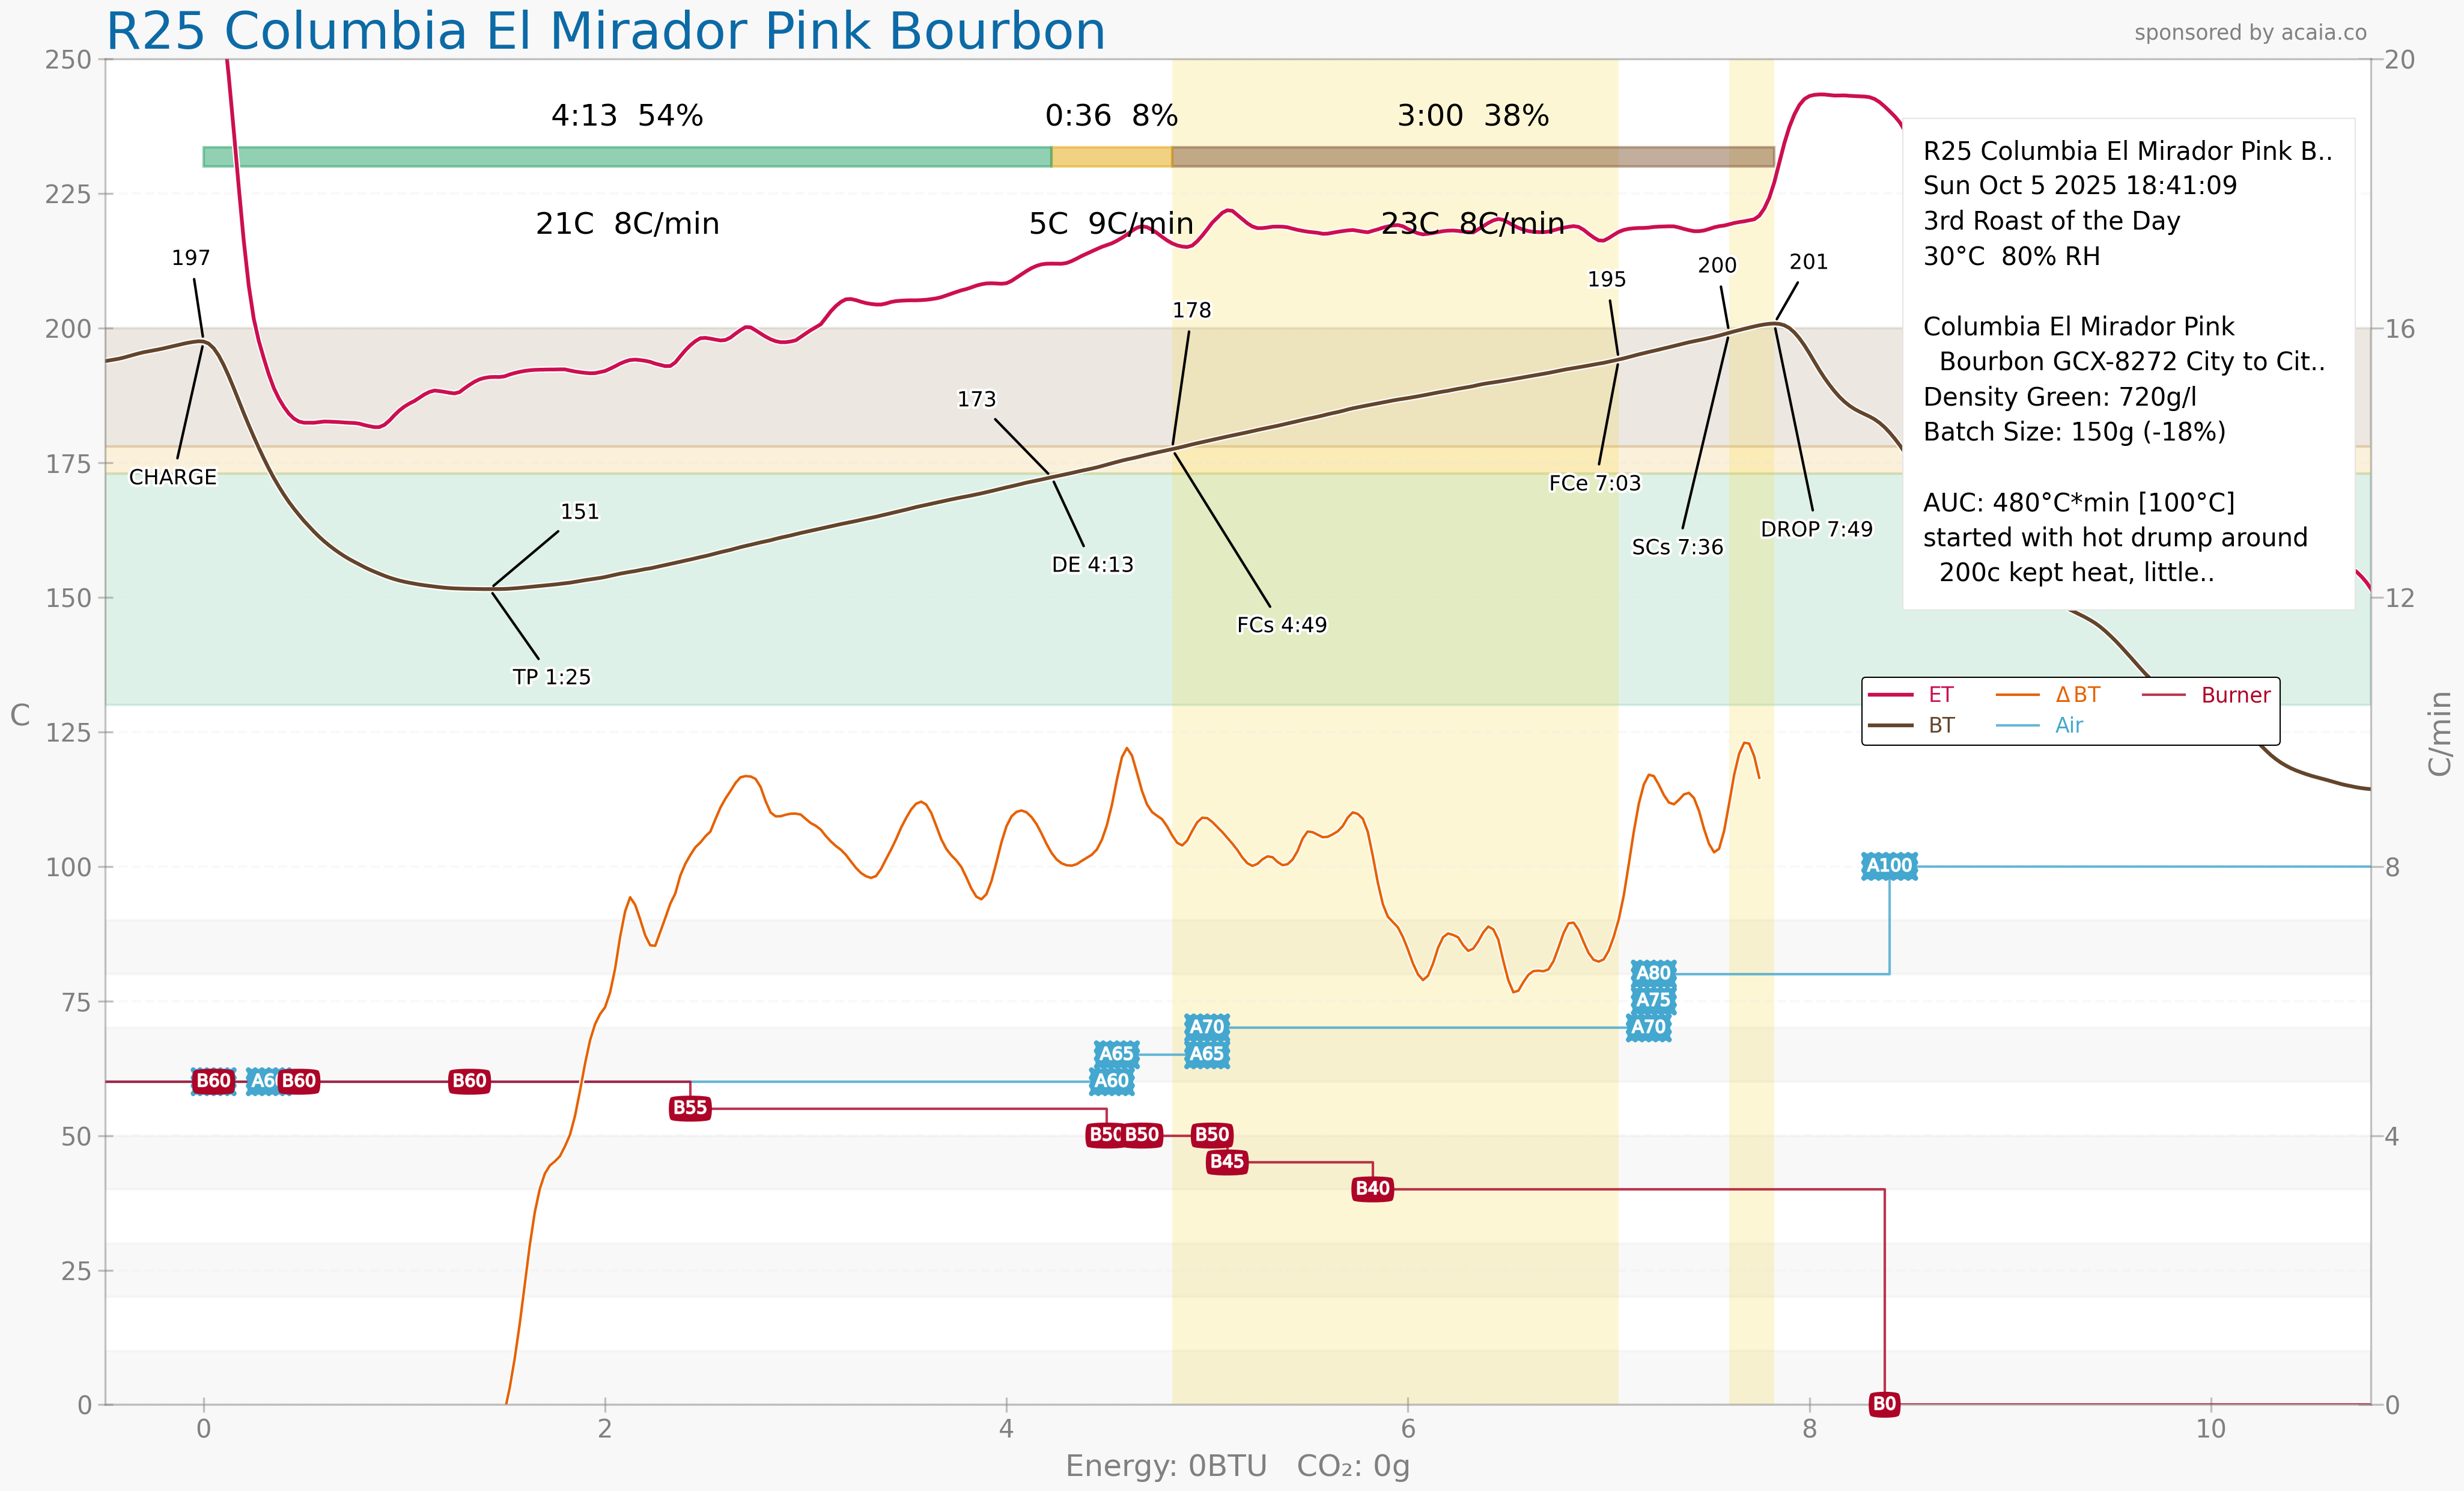 R25 Columbia El Mirador Pink Bourbon
sponsored by acaia.co
250
225
200
175
150
125
100
75
50
25
0
C
20
16
12
8
4
0
C/min
4:13 54%
0:36 8%
3:00 38%
21C 8C/min
5C 9C/min
23C 8C/min
197
CHARGE
151
TP 1:25
173
DE 4:13
178
FCs 4:49
195
FCe 7:03
200
SCs 7:36
201
DROP 7:49
R25 Columbia El Mirador Pink B..
Sun Oct 5 2025 18:41:09
3rd Roast of the Day
30°C 80% RH
Columbia El Mirador Pink
Bourbon GCX-8272 City to Cit..
Density Green: 720g/l
Batch Size: 150g (-18%)
AUC: 480°C*min [100°C]
started with hot drump around
200c kept heat, little..
ET
ΔBT
Burner
BT
Air
A100
A80
A75
A70
A70
A65
A65
B60
A60
B60
B60
A60
B55
B50
B50
B50
B45
B40
B0
0
2
4
6
8
10
Energy: 0BTU CO₂: 0g